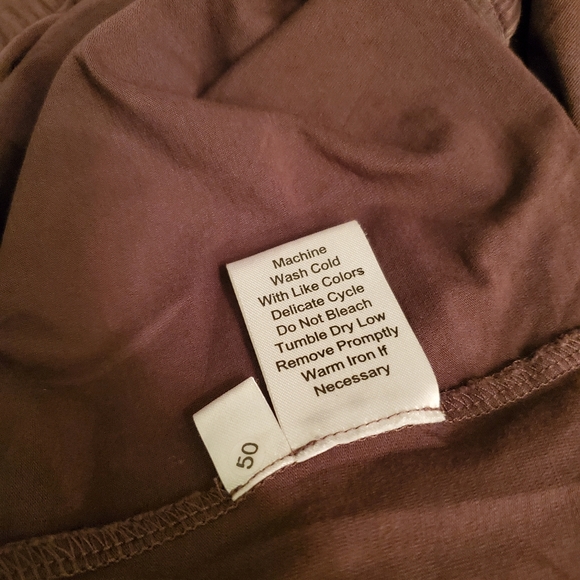 Machine
Wash Cold
With Like Colors
Delicate Cycle
Do Not Bleach
Tumble Dry Low
Remove Promptly
Warm Iron If
Necessary
50